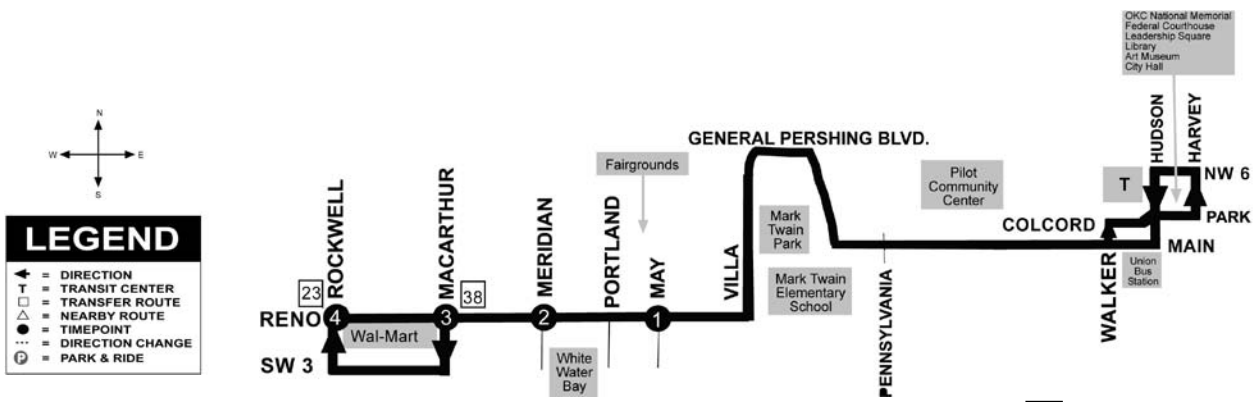 OKC National Memorial
Federal Courthouse
Leadership Square
Library
Art Museum
City Hall
HUDSON
HARVEY
GENERAL PERSHING BLVD.
N
W
E
S
Fairgrounds
Pilot
Community
Center
T
NW 6
LEGEND
= DIRECTION
T = TRANSIT CENTER
= TRANSFER ROUTE
= NEARBY ROUTE
= TIMEPOINT
= DIRECTION CHANGE
P = PARK & RIDE
ROCKWELL
MACARTHUR
MERIDIAN
PORTLAND
MAY
VILLA
Mark
Twain
Park
COLCORD
PARK
MAIN
Union
Bus
Station
WALKER
Mark Twain
Elementary
School
PENNSYLVANIA
23
38
RENO
4
3
2
1
Wal-Mart
SW 3
White
Water
Bay